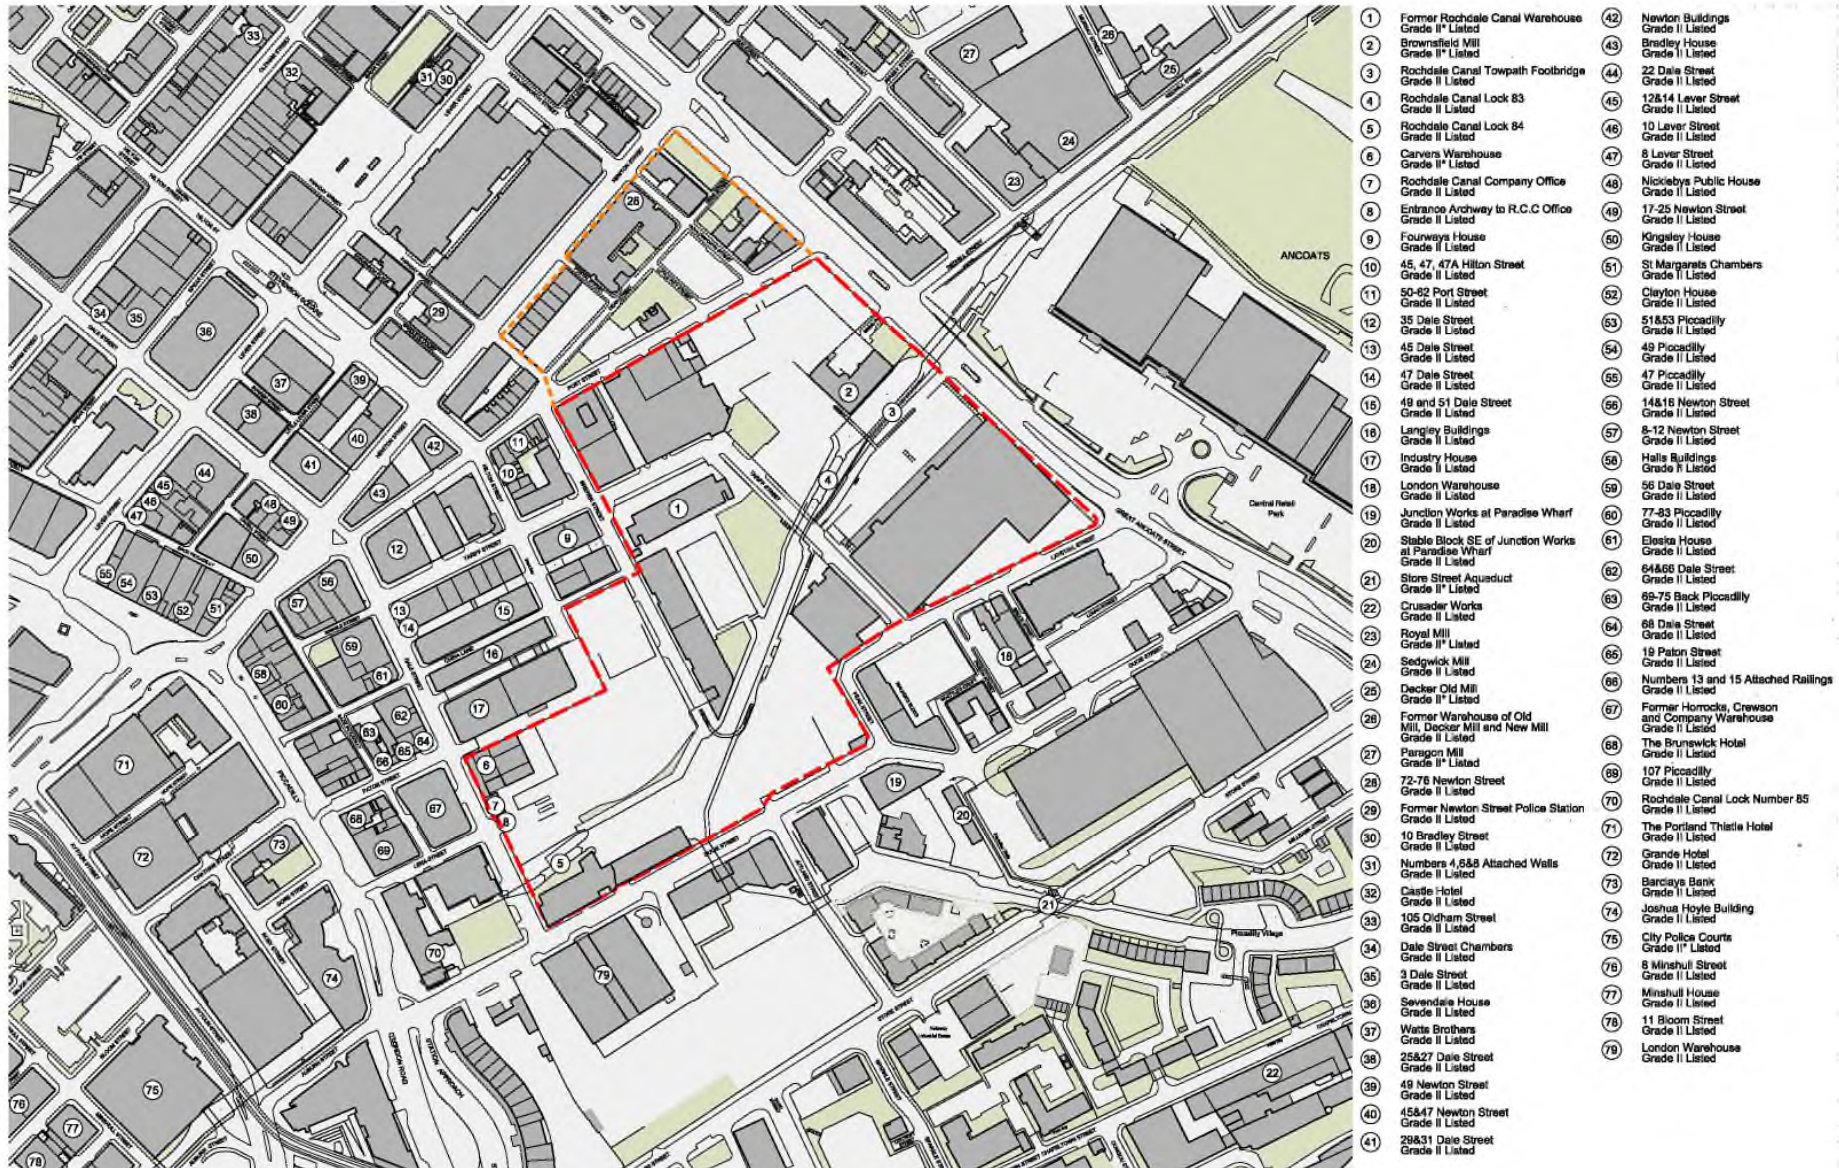 1 Former Rochdale Canal Warehouse
Grade II* Listed
2 Brownsfield Mill
Grade II* Listed
3 Rochdale Canal Towpath Footbridge
Grade II Listed
4 Rochdale Canal Lock 83
Grade II Listed
5 Rochdale Canal Lock 84
Grade II Listed
6 Carvers Warehouse
Grade II* Listed
7 Rochdale Canal Company Office
Grade II Listed
8 Entrance Archway to R.C.C Office
Grade II Listed
9 Fourways House
Grade II Listed
10 45, 47, 47A Hilton Street
Grade II Listed
11 50-62 Port Street
Grade II Listed
12 35 Dale Street
Grade II Listed
13 45 Dale Street
Grade II Listed
14 47 Dale Street
Grade II Listed
15 49 and 51 Dale Street
Grade II Listed
16 Langley Buildings
Grade II Listed
17 Industry House
Grade II Listed
18 London Warehouse
Grade II Listed
19 Junction Works at Paradise Wharf
Grade II Listed
20 Stable Block SE of Junction Works
at Paradise Wharf
Grade II Listed
21 Store Street Aqueduct
Grade II* Listed
22 Crusader Works
Grade II Listed
23 Royal Mill
Grade II* Listed
24 Sedgwick Mill
Grade II Listed
25 Decker Old Mill
Grade II* Listed
26 Former Warehouse of Old
Mill, Decker Mill and New Mill
Grade II Listed
27 Paragon Mill
Grade II* Listed
28 72-76 Newton Street
Grade II Listed
29 Former Newton Street Police Station
Grade II Listed
30 10 Bradley Street
Grade II Listed
31 Numbers 4,6&8 Attached Walls
Grade II Listed
32 Castle Hotel
Grade II Listed
33 105 Oldham Street
Grade II Listed
34 Dale Street Chambers
Grade II Listed
35 3 Dale Street
Grade II Listed
36 Sevendale House
Grade II Listed
37 Watts Brothers
Grade II Listed
38 25&27 Dale Street
Grade II Listed
39 49 Newton Street
Grade II Listed
40 45&47 Newton Street
Grade II Listed
41 29&31 Dale Street
Grade II Listed
42 Newton Buildings
Grade II Listed
43 Bradley House
Grade II Listed
44 22 Dale Street
Grade II Listed
45 12&14 Lever Street
Grade II Listed
46 10 Lever Street
Grade II Listed
47 8 Lever Street
Grade II Listed
48 Nicklebys Public House
Grade II Listed
49 17-25 Newton Street
Grade II Listed
50 Kingsley House
Grade II Listed
51 St Margarets Chambers
Grade II Listed
52 Clayton House
Grade II Listed
53 51&53 Piccadilly
Grade II Listed
54 49 Piccadilly
Grade II Listed
55 47 Piccadilly
Grade II Listed
56 14&16 Newton Street
Grade II Listed
57 8-12 Newton Street
Grade II Listed
58 Halls Buildings
Grade II Listed
59 56 Dale Street
Grade II Listed
60 77-83 Piccadilly
Grade II Listed
61 Eleska House
Grade II Listed
62 64&66 Dale Street
Grade II Listed
63 69-75 Back Piccadilly
Grade II Listed
64 68 Dale Street
Grade II Listed
65 19 Paton Street
Grade II Listed
66 Numbers 13 and 15 Attached Railings
Grade II Listed
67 Former Horrocks, Crewson
and Company Warehouse
Grade II Listed
68 The Brunswick Hotel
Grade II Listed
69 107 Piccadilly
Grade II Listed
70 Rochdale Canal Lock Number 85
Grade II Listed
71 The Portland Thistle Hotel
Grade II Listed
72 Grande Hotel
Grade II Listed
73 Barclays Bank
Grade II Listed
74 Joshua Hoyle Building
Grade II Listed
75 City Police Courts
Grade II* Listed
76 6 Minshull Street
Grade II Listed
77 Minshull House
Grade II Listed
78 11 Bloom Street
Grade II Listed
79 London Warehouse
Grade II Listed
ANCOATS
Central Retail
Park
GREAT ANCOATS STREET
Piccadilly Village
PICCADILLY
PORT STREET
TARIFF STREET
NEWTON STREET
DALE STREET
STORE STREET
DUCIE STREET
PATON STREET
LENA STREET
LONDON ROAD
STATION APPROACH